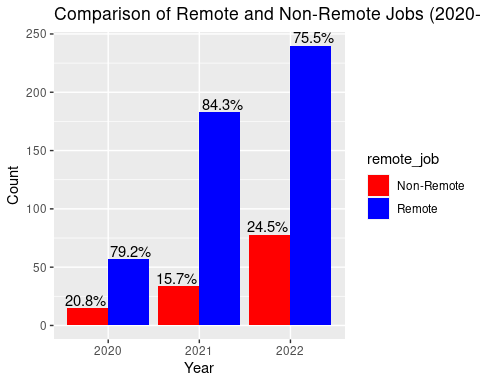 Comparison of Remote and Non-Remote Jobs (2020-
250
200
150
100
50
0
Count
20.8%
79.2%
15.7%
84.3%
24.5%
75.5%
2020
2021
2022
Year
remote_job
Non-Remote
Remote